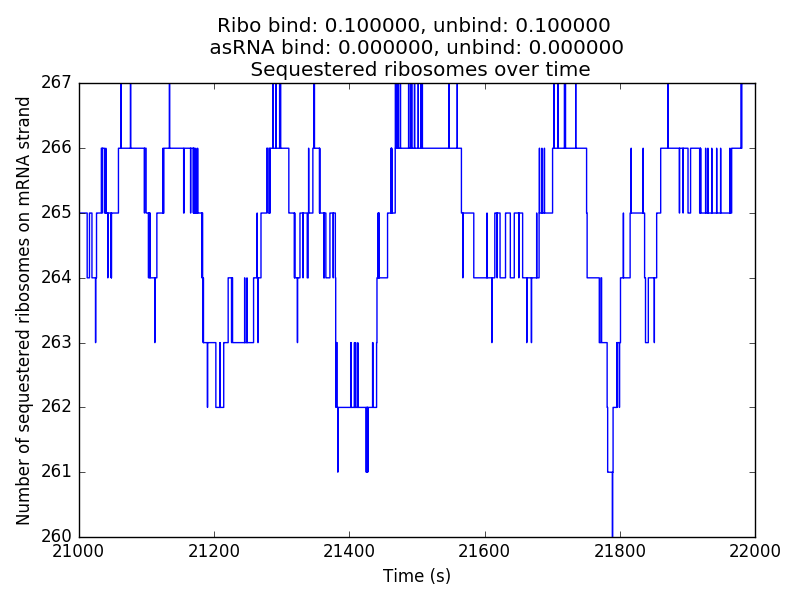 Ribo bind: 0.100000, unbind: 0.100000
asRNA bind: 0.000000, unbind: 0.000000
Sequestered ribosomes over time
Number of sequestered ribosomes on mRNA strand
267
266
265
264
263
262
261
260
21000 21200 21400 21600 21800 22000
Time (s)